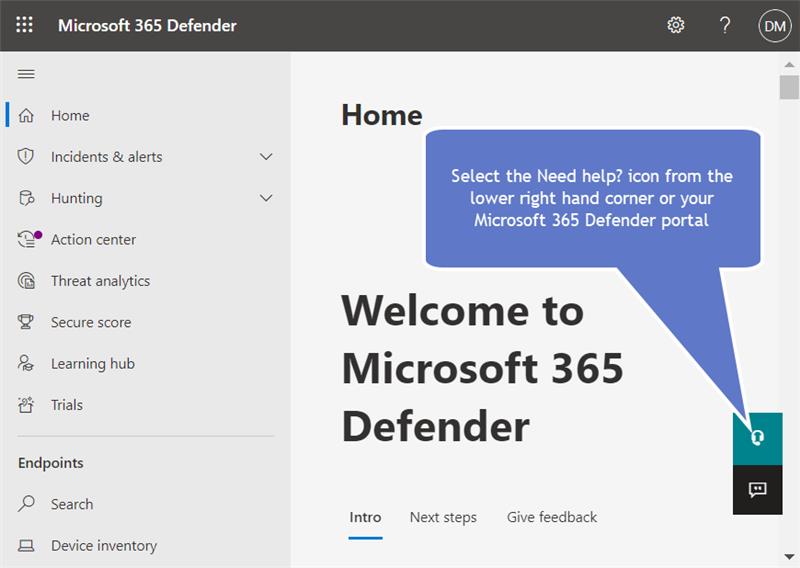 Microsoft 365 Defender
?
DM
Home
Incidents & alerts
Hunting
Action center
Threat analytics
Secure score
Learning hub
Trials
Endpoints
Search
Device inventory
Home
Select the Need help? icon from the
lower right hand corner or your
Microsoft 365 Defender portal
Welcome to
Microsoft 365
Defender
Intro Next steps Give feedback